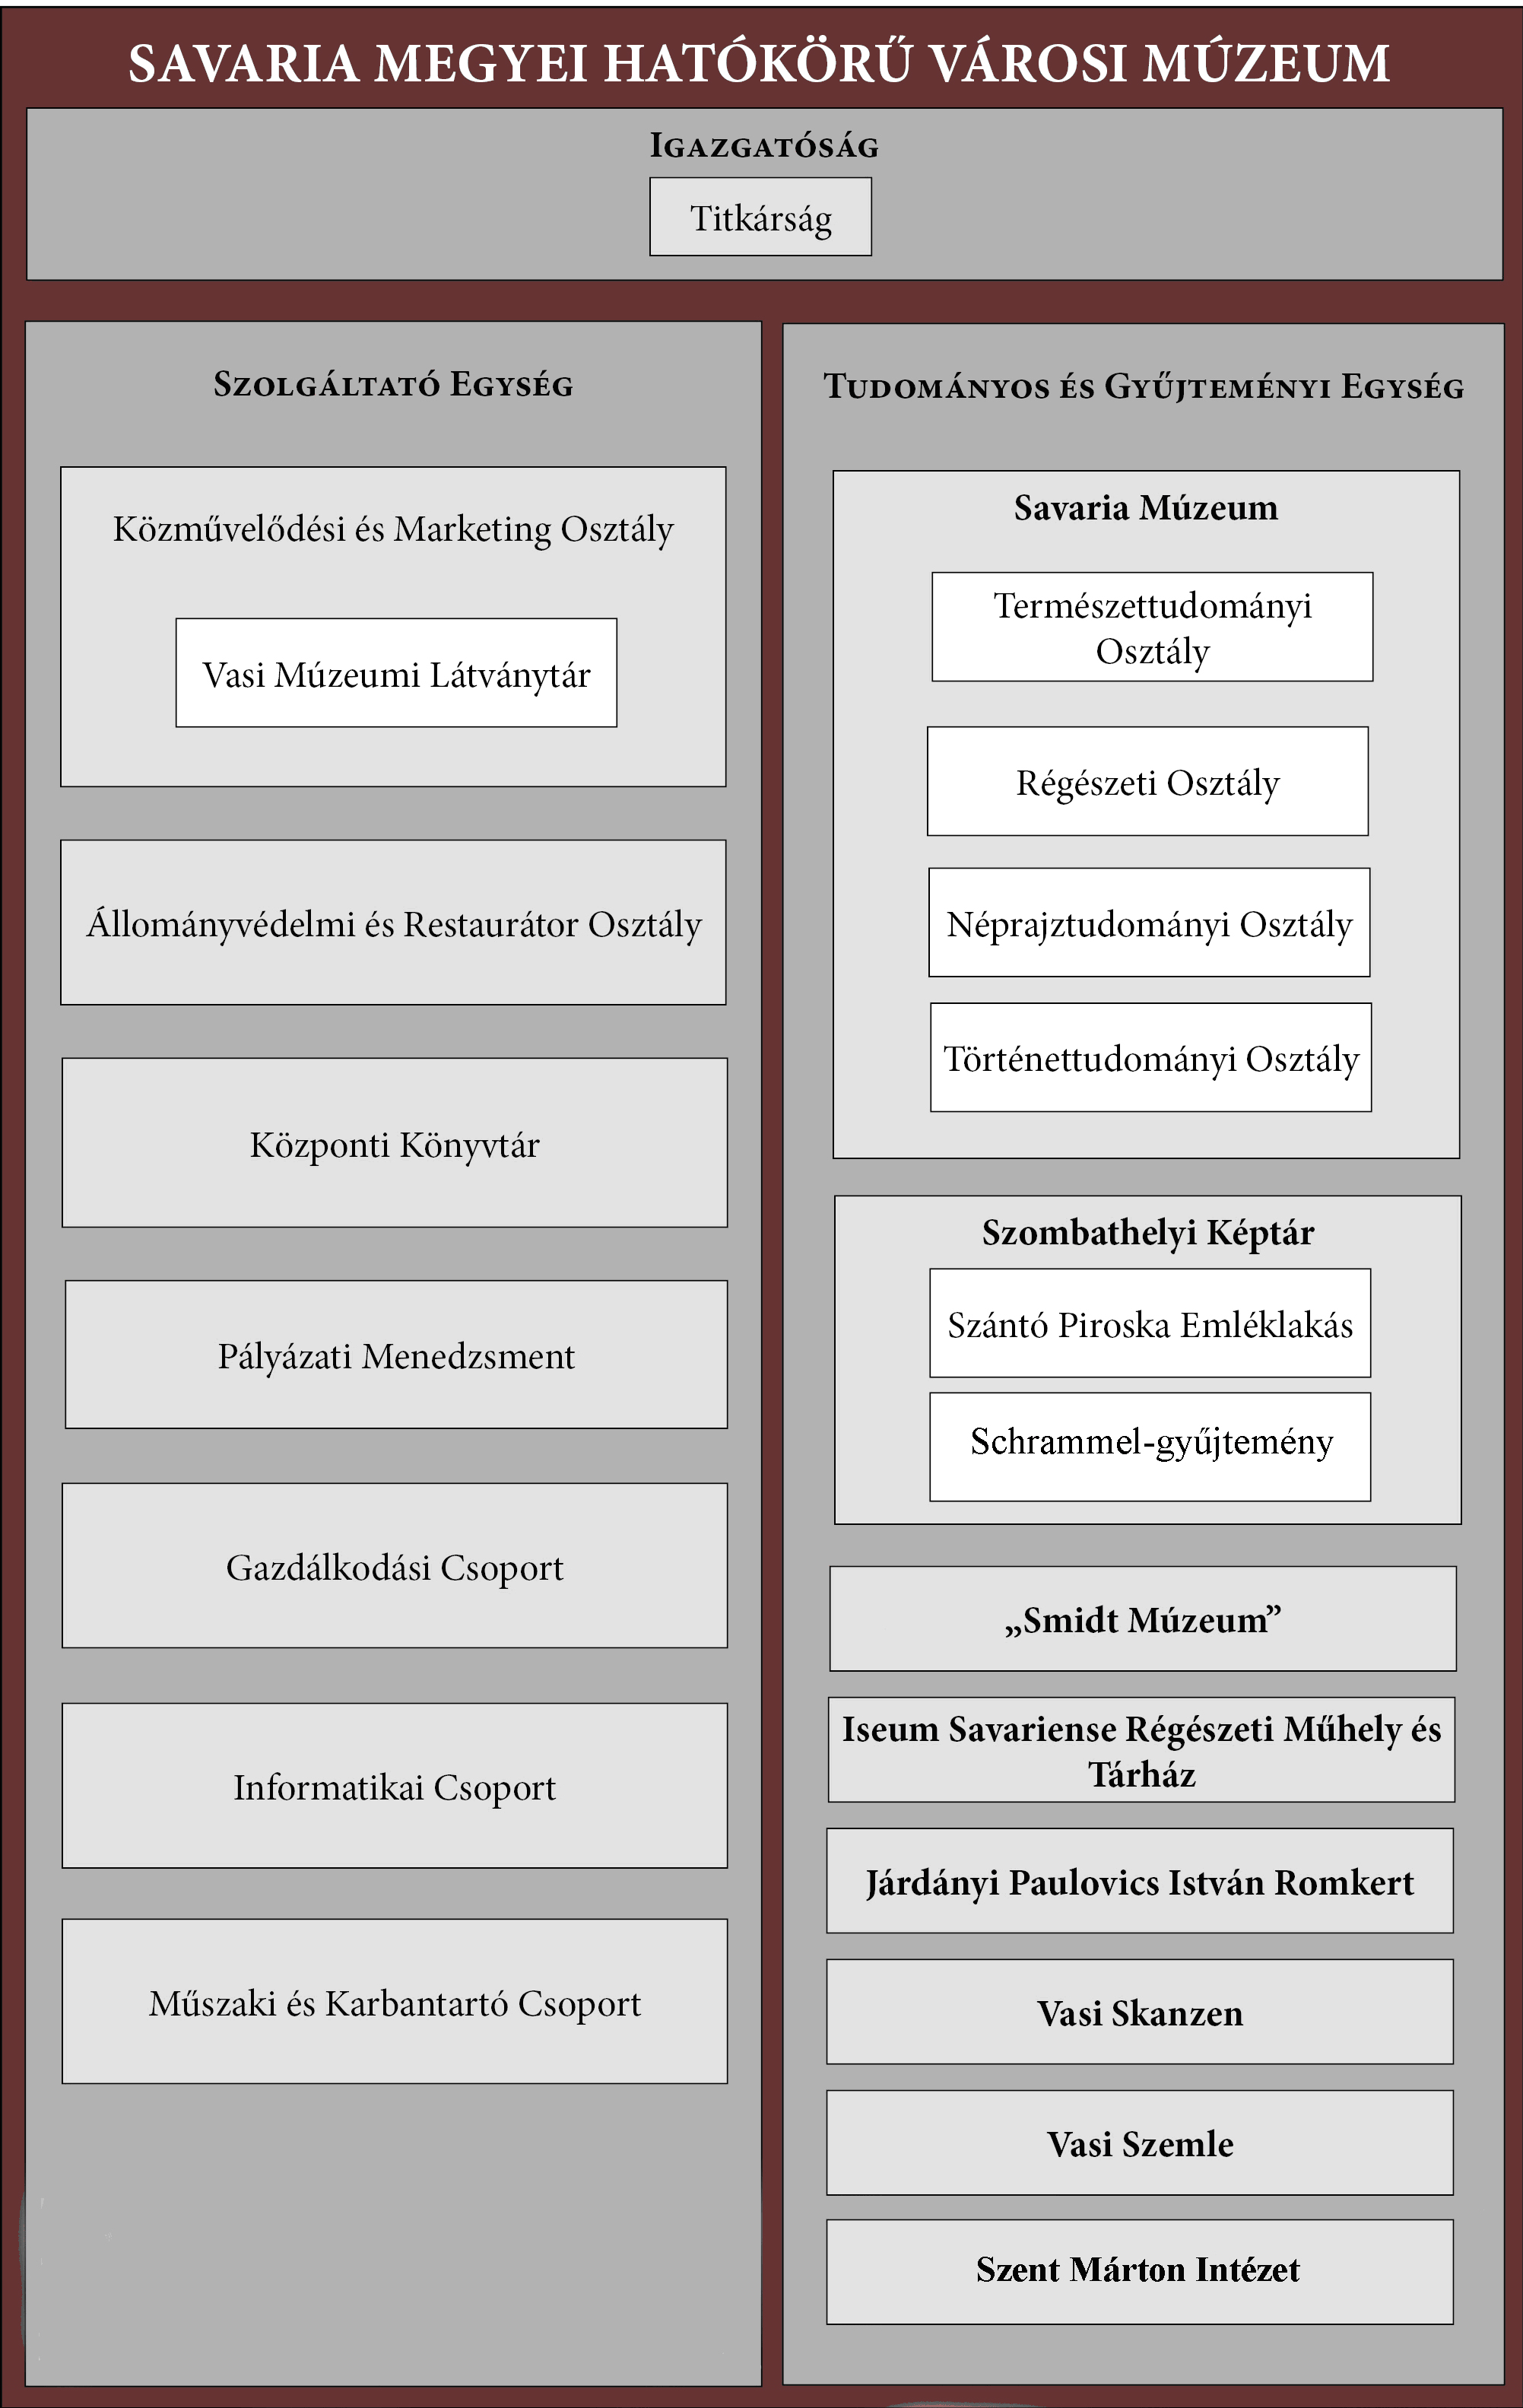 SAVARIA MEGYEI HATÓKÖRŰ VÁROSI MÚZEUM
Igazgatóság
Titkárság
Szolgáltató Egység
Közművelődési és Marketing Osztály
Vasi Múzeumi Látványtár
Állományvédelmi és Restaurátor Osztály
Központi Könyvtár
Pályázati Menedzsment
Gazdálkodási Csoport
Informatikai Csoport
Műszaki és Karbantartó Csoport
Tudományos és Gyűjteményi Egység
Savaria Múzeum
Természettudományi
Osztály
Régészeti Osztály
Néprajztudományi Osztály
Történettudományi Osztály
Szombathelyi Képtár
Szántó Piroska Emléklakás
Schrammel-gyűjtemény
„Smidt Múzeum”
Iseum Savariense Régészeti Műhely és
Tárház
Járdányi Paulovics István Romkert
Vasi Skanzen
Vasi Szemle
Szent Márton Intézet